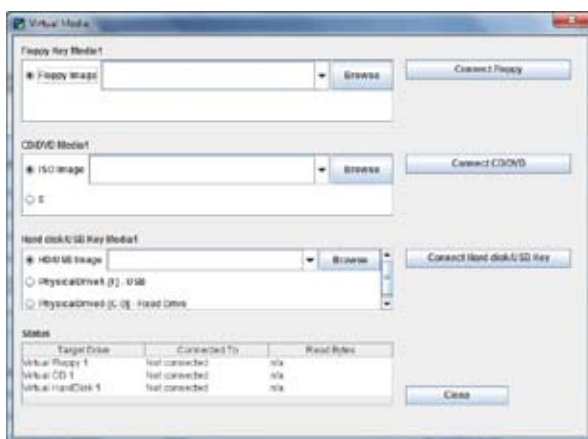 Virtual Media
Floppy Key Media1
Floppy Image
Browse
Connect Floppy
CD/DVD Media1
ISO Image
Browse
Connect CD/DVD
E
Hard disk/USB Key Media1
HD/USB Image
Browse
Connect Hard disk/USB Key
[F] - USB
[C-D] - Fixed Drive
Status
Target Drive Connected To Read Bytes
Virtual Floppy 1 Not connected n/a
Virtual CD 1 Not connected n/a
Virtual HardDisk 1 Not connected n/a
Close